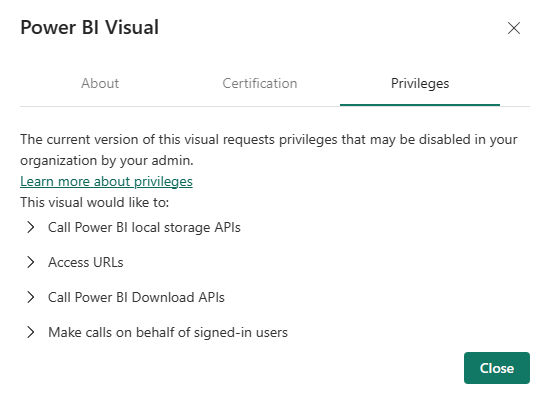 Power BI Visual
About
Certification
Privileges
The current version of this visual requests privileges that may be disabled in your
organization by your admin.
Learn more about privileges
This visual would like to:
Call Power BI local storage APIs
Access URLs
Call Power BI Download APIs
Make calls on behalf of signed-in users
Close